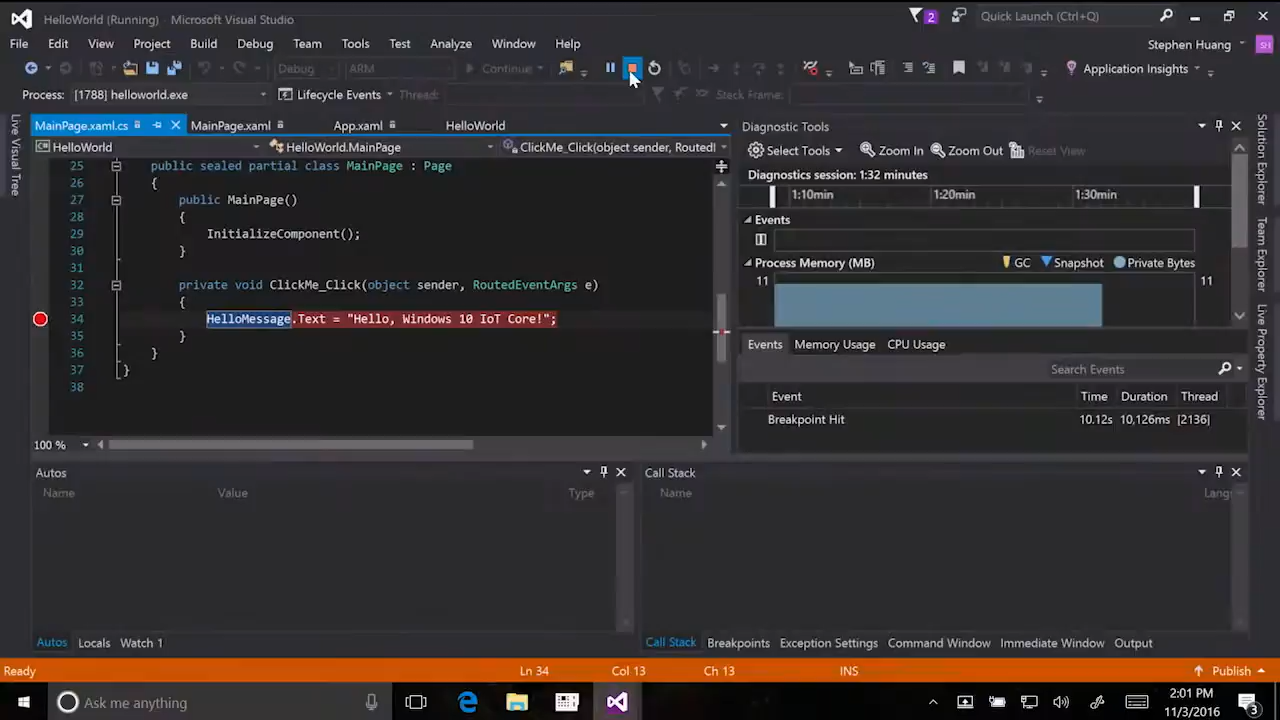 HelloWorld (Running) - Microsoft Visual Studio
2
Quick Launch (Ctrl+Q)
File Edit View Project Build Debug Team Tools Test Analyze Window Help
Stephen Huang
SH
Debug ARM Continue Application Insights
Process: [1788] helloworld.exe Lifecycle Events Thread: Stack Frame:
MainPage.xaml.cs MainPage.xaml App.xaml HelloWorld
HelloWorld HelloWorld.MainPage ClickMe_Click(object sender, RoutedI
25 public sealed partial class MainPage : Page
26 {
27 public MainPage()
28 {
29 InitializeComponent();
30 }
31
32 private void ClickMe_Click(object sender, RoutedEventArgs e)
33 {
34 HelloMessage.Text = "Hello, Windows 10 IoT Core!";
35 }
36 }
37 }
38
100 %
Live Visual Tree
Diagnostic Tools
Select Tools Zoom In Zoom Out Reset View
Diagnostics session: 1:32 minutes
1:10min 1:20min 1:30min
Events
Process Memory (MB) GC Snapshot Private Bytes
11 11
Events Memory Usage CPU Usage
Search Events
Event Time Duration Thread
Breakpoint Hit 10.12s 10,126ms [2136]
Solution Explorer
Team Explorer
Live Property Explorer
Autos
Name Value Type
Autos Locals Watch 1
Call Stack
Name Lang
Call Stack Breakpoints Exception Settings Command Window Immediate Window Output
Ready Ln 34 Col 13 Ch 13 INS Publish
Ask me anything
2:01 PM
11/3/2016
3